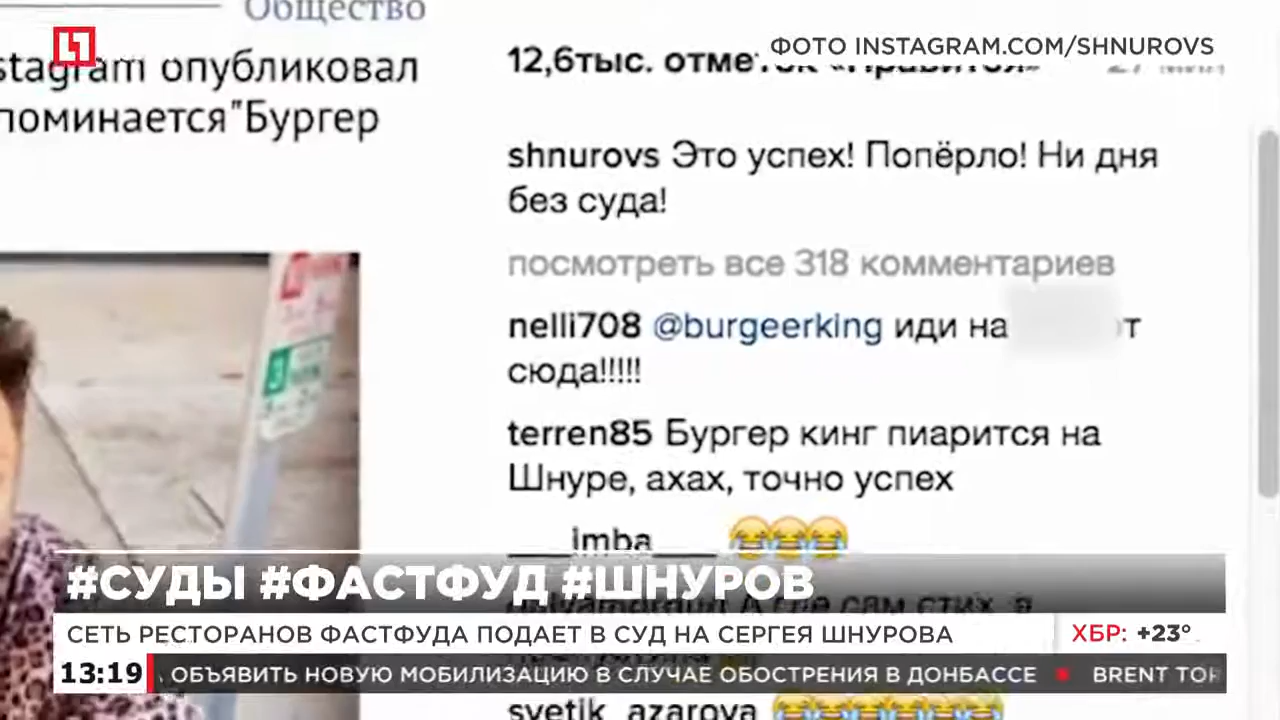 Общество
stagram опубликовал
поминается"Бургер
ФОТО INSTAGRAM.COM/SHNUROVS
12,6тыс. отметок «Нравится»
shnurovs Это успех! Попёрло! Ни дня
без суда!
посмотреть все 318 комментариев
nelli708 @burgeerking иди на т
сюда!!!!!
terren85 Бургер кинг пиарится на
Шнуре, ахах, точно успех
___imba___ 😂😂😂
#СУДЫ #ФАСТФУД #ШНУРОВ
СЕТЬ РЕСТОРАНОВ ФАСТФУДА ПОДАЕТ В СУД НА СЕРГЕЯ ШНУРОВА
ХБР: +23°
13:19
ОБЪЯВИТЬ НОВУЮ МОБИЛИЗАЦИЮ В СЛУЧАЕ ОБОСТРЕНИЯ В ДОНБАССЕ • BRENT TOR
svetik_azarova 😂😂😂😂😂